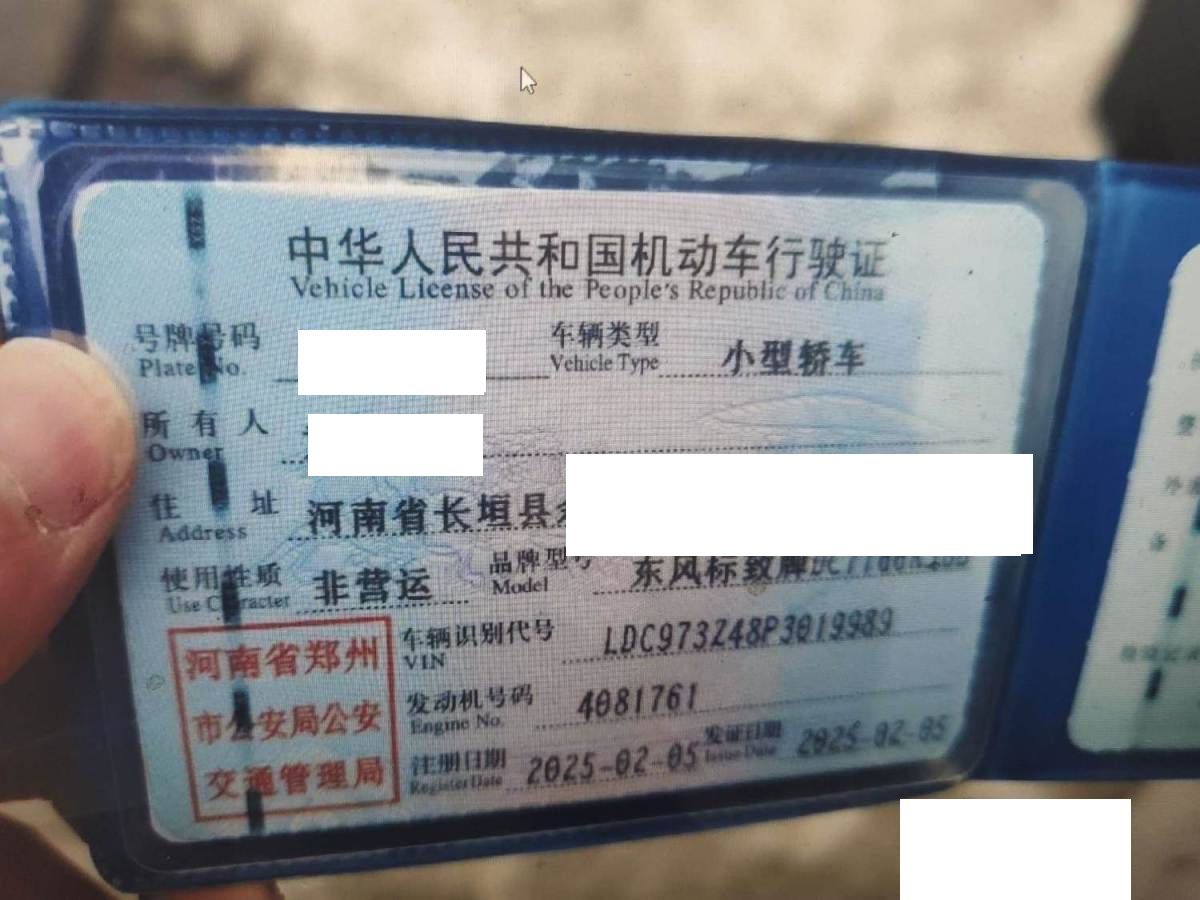 中华人民共和国机动车行驶证
Vehicle License of the People's Republic of China
号牌号码
Plate No.
车辆类型 小型轿车
Vehicle Type
所有人
Owner
住址 河南省长垣县
Address
使用性质 非营运
Use Character
品牌型号 东风标致牌
Model
车辆识别代号 LDC973Z48P3019989
VIN
发动机号码 4081761
Engine No.
注册日期 2025-02-05
Register Date
发证日期 2025-02-05
Issue Date
河南省郑州
市公安局公安
交通管理局